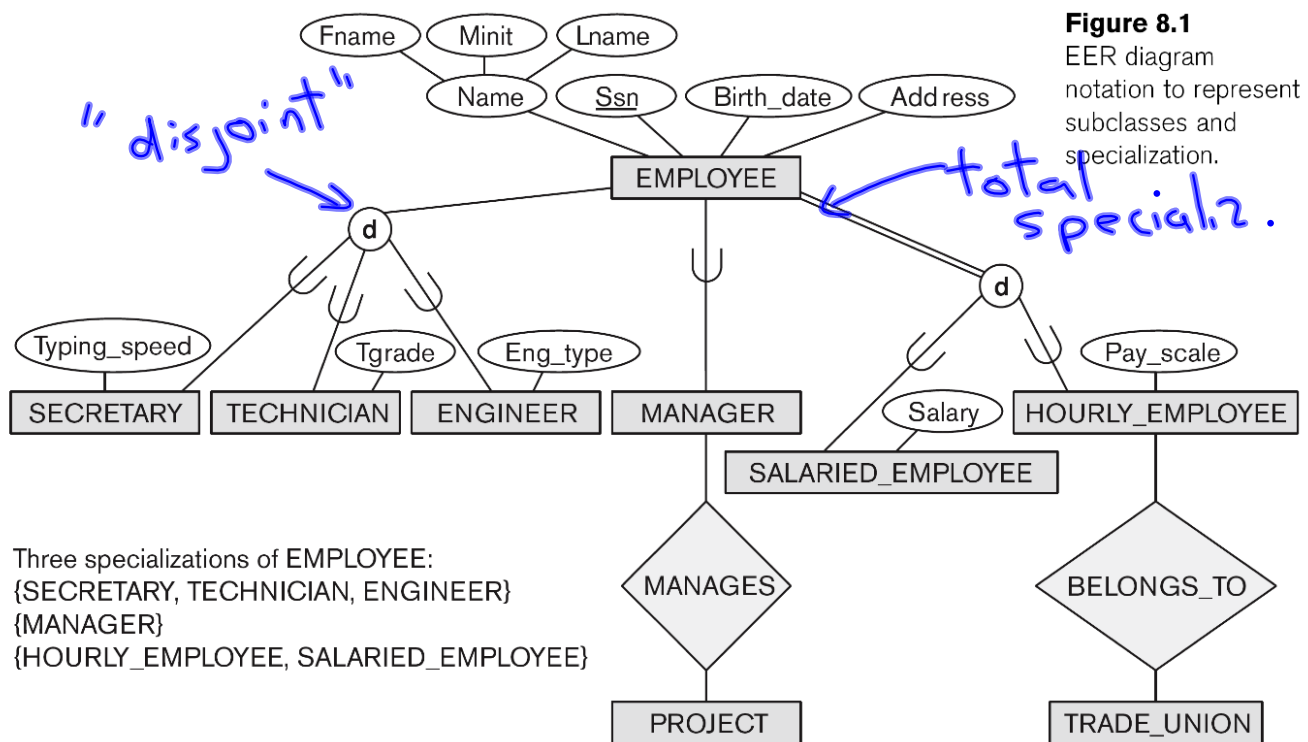 Fname
Minit
Lname
Figure 8.1
EER diagram
notation to represent
subclasses and
specialization.
Name
Ssn
Birth_date
Address
"disjoint"
EMPLOYEE
total
specializ.
d
d
Typing_speed
Tgrade
Eng_type
Pay_scale
SECRETARY
TECHNICIAN
ENGINEER
MANAGER
Salary
HOURLY_EMPLOYEE
SALARIED_EMPLOYEE
Three specializations of EMPLOYEE:
{SECRETARY, TECHNICIAN, ENGINEER}
{MANAGER}
{HOURLY_EMPLOYEE, SALARIED_EMPLOYEE}
MANAGES
BELONGS_TO
PROJECT
TRADE_UNION